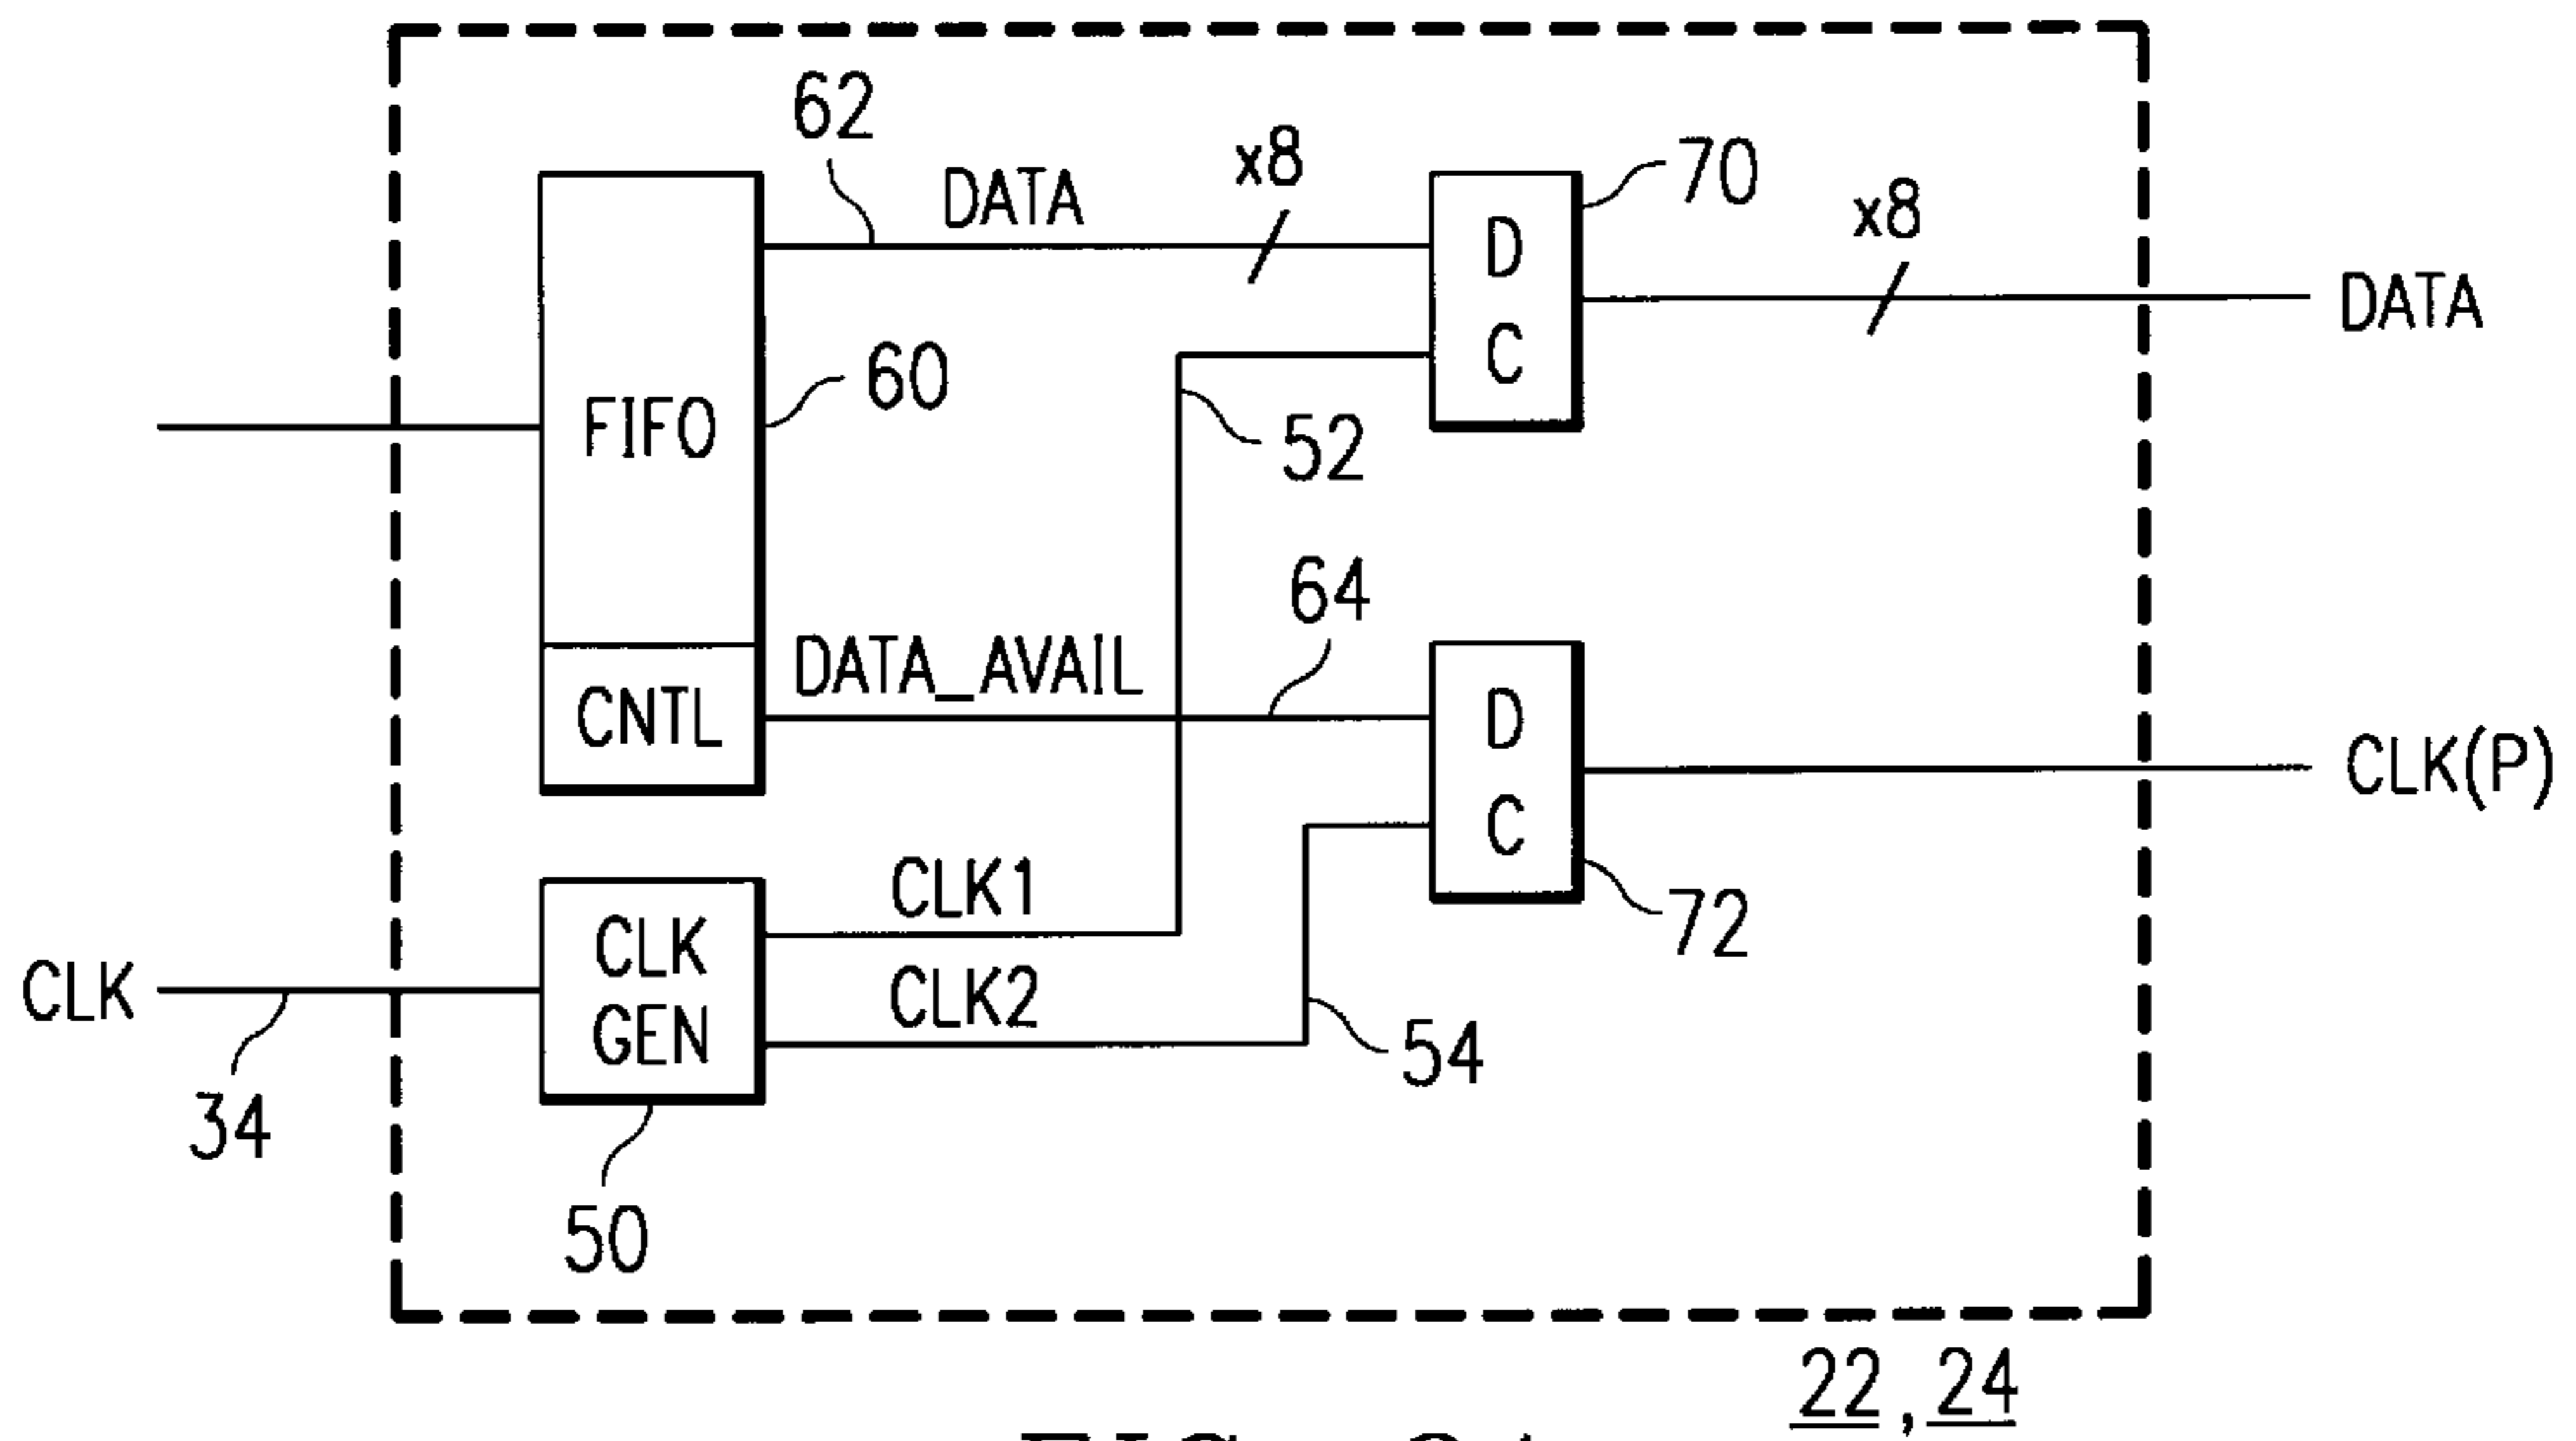 62
DATA
x8
70
x8
D
C
DATA
FIFO
60
52
64
DATA_AVAIL
CNTL
D
C
CLK(P)
72
CLK
34
CLK
GEN
CLK1
CLK2
54
50
22, 24